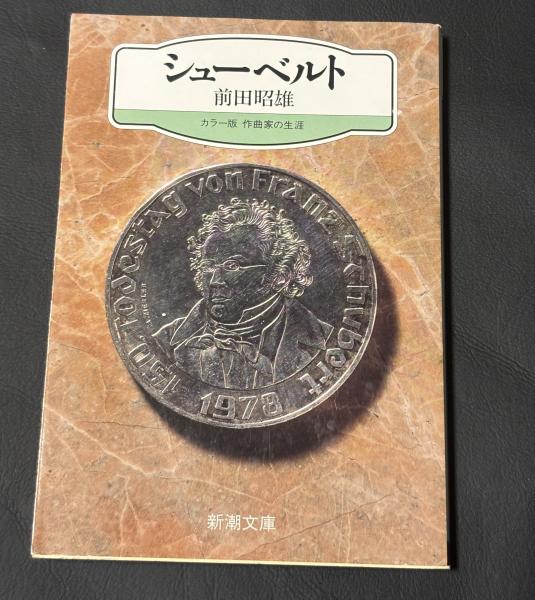 シューベルト
前田昭雄
カラー版 作曲家の生涯
150.Todestag von Franz Schubert
1978
新潮文庫